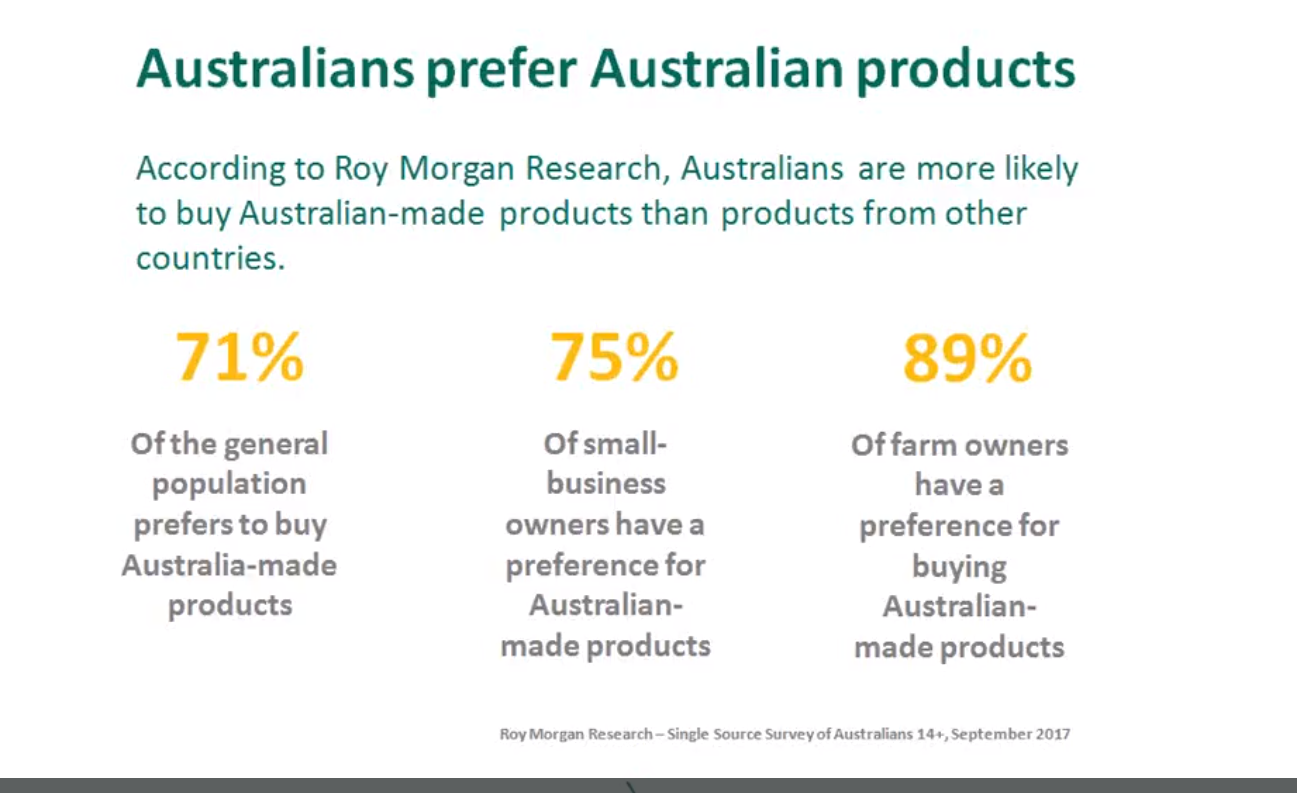 Australians prefer Australian products
According to Roy Morgan Research, Australians are more likely
to buy Australian-made products than products from other
countries.
71%
Of the general
population
prefers to buy
Australia-made
products
75%
Of small-
business
owners have a
preference for
Australian-
made products
89%
Of farm owners
have a
preference for
buying
Australian-
made products
Roy Morgan Research – Single Source Survey of Australians 14+, September 2017